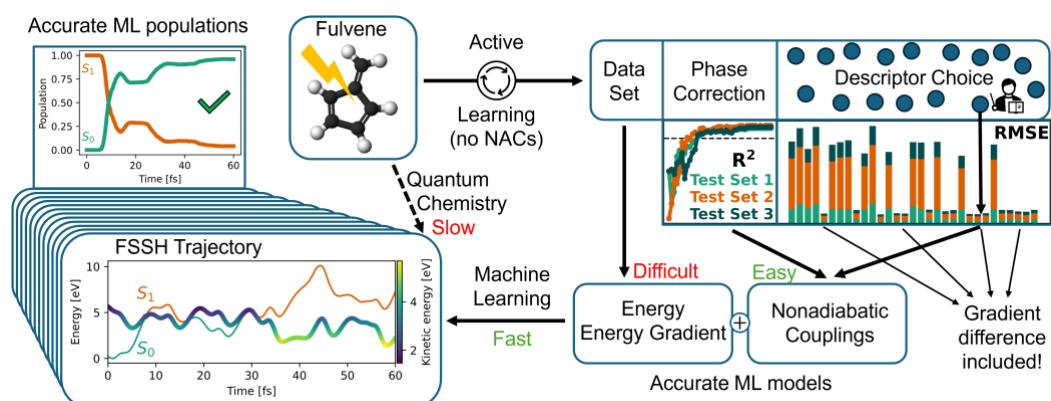 Accurate ML populations
1.00
0.75
0.50
0.25
0.00
Population
S1
S0
0
20
40
60
Time [fs]
Fulvene
Active
Learning
(no NACs)
Quantum
Chemistry
Slow
Data
Set
Phase
Correction
Descriptor Choice
R²
Test Set 1
Test Set 2
Test Set 3
RMSE
FSSH Trajectory
10
5
0
Energy [eV]
S1
S0
0
10
20
30
40
50
60
Time [fs]
4
2
Kinetic energy [eV]
Machine
Learning
Fast
Difficult
Easy
Energy
Energy Gradient
+
Nonadiabatic
Couplings
Accurate ML models
Gradient
difference
included!